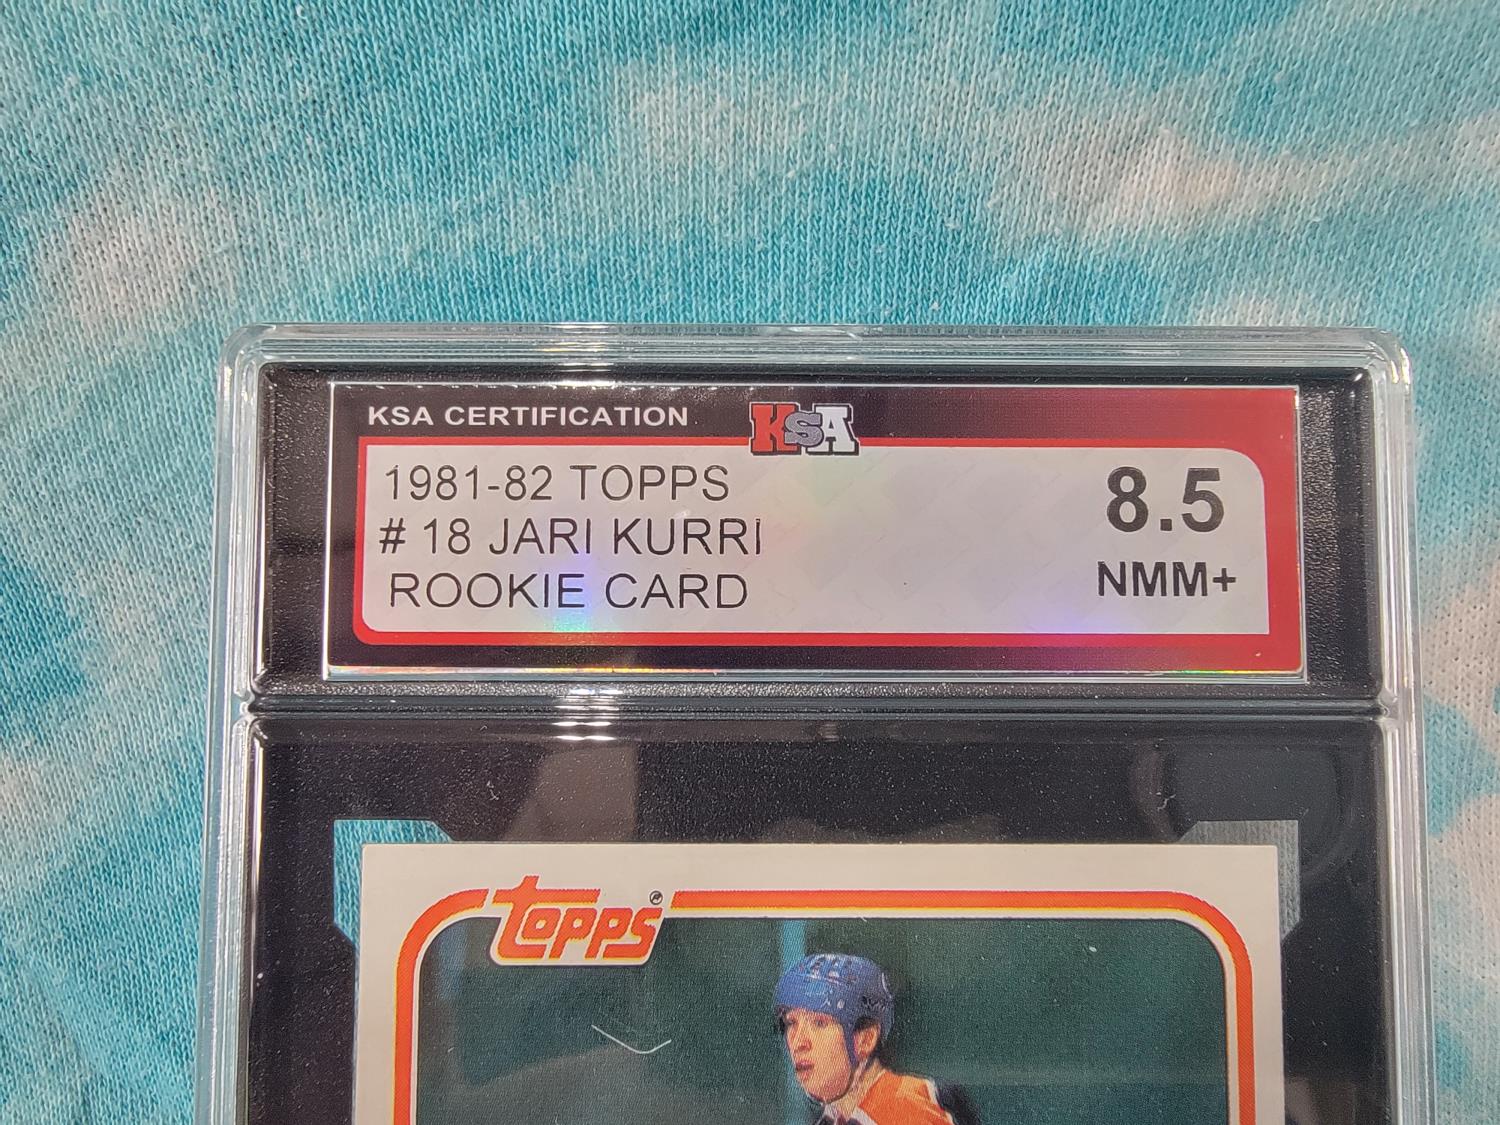 KSA CERTIFICATION KSA
1981-82 TOPPS
# 18 JARI KURRI
ROOKIE CARD
8.5
NMM+
topps